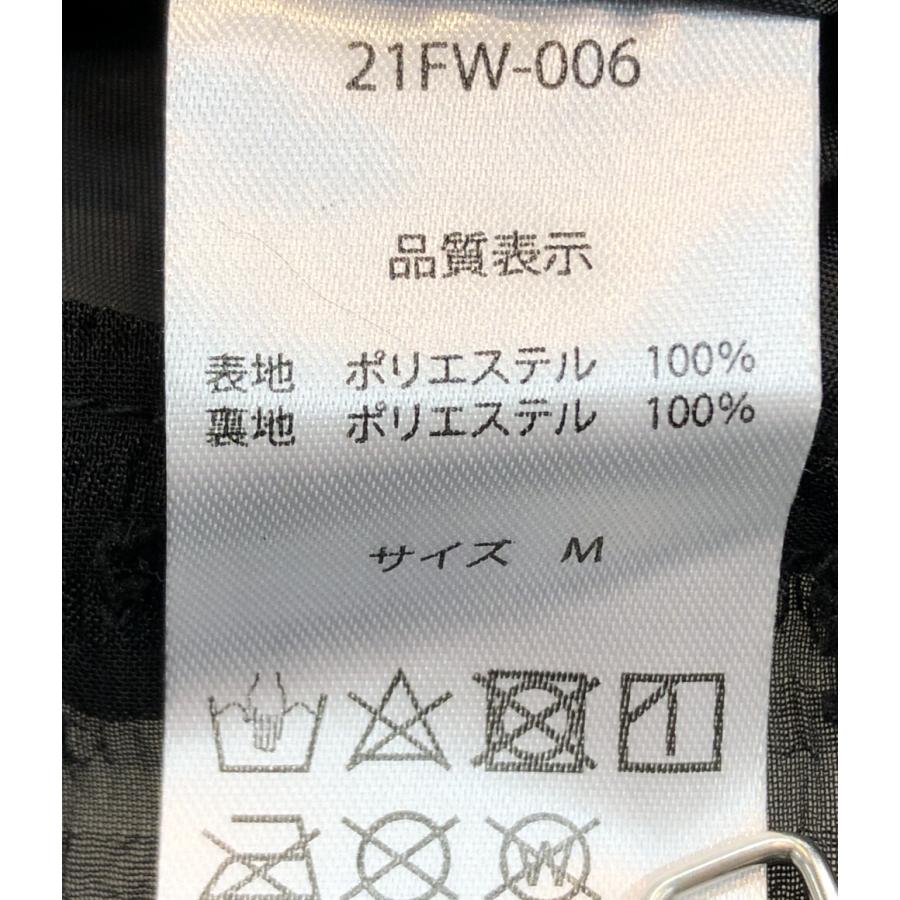 21FW-006
品質表示
表地 ポリエステル 100%
裏地 ポリエステル 100%
サイズ M
W